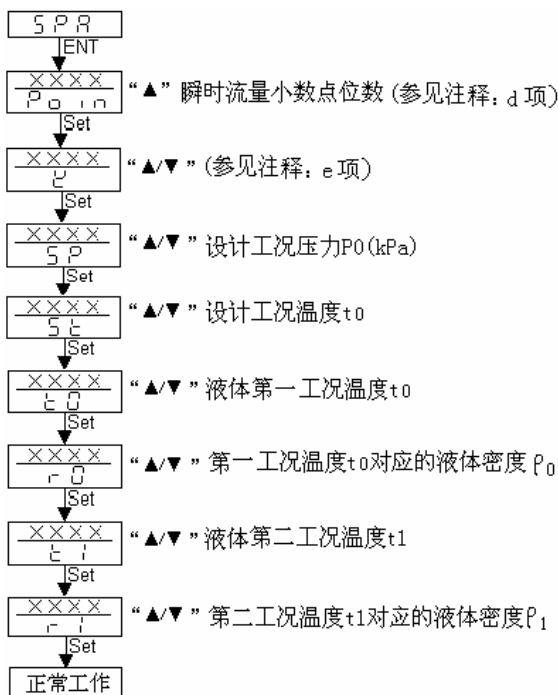 SPA
ENT
XXXX
Poin
“▲” 瞬时流量小数点位数(参见注释：d项)
Set
XXXX
“▲/▼ ” (参见注释：e项)
Set
XXXX
SP
“▲/▼ ” 设计工况压力P0(kPa)
Set
XXXX
St
“▲/▼ ” 设计工况温度t0
Set
XXXX
t0
“▲/▼ ” 液体第一工况温度t0
Set
XXXX
r0
“▲/▼ ” 第一工况温度t0对应的液体密度ρ₀
Set
XXXX
t1
“▲/▼ ”液体第二工况温度t1
Set
XXXX
r1
“▲/▼ ” 第二工况温度t1对应的液体密度ρ₁
Set
正常工作